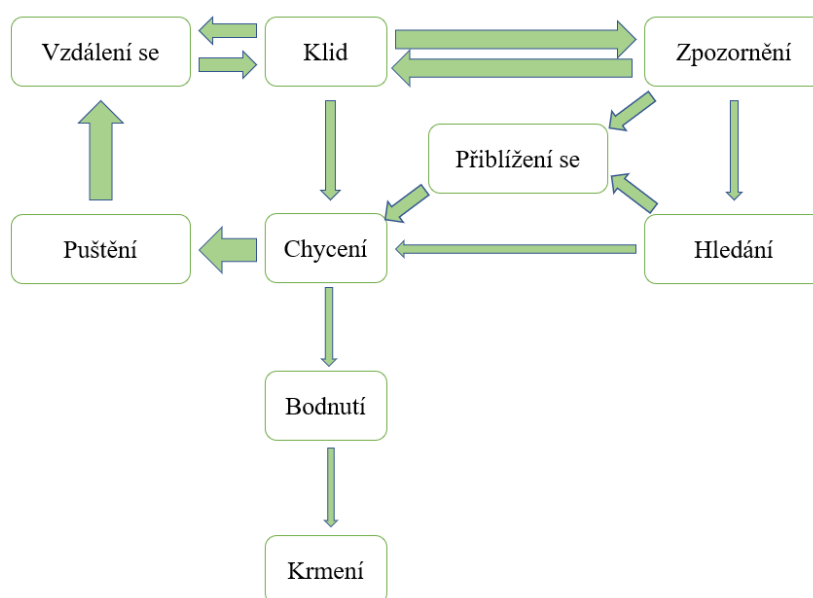 Vzdálení se
Klid
Zpozornění
Přiblížení se
Puštění
Chycení
Hledání
Bodnutí
Krmení